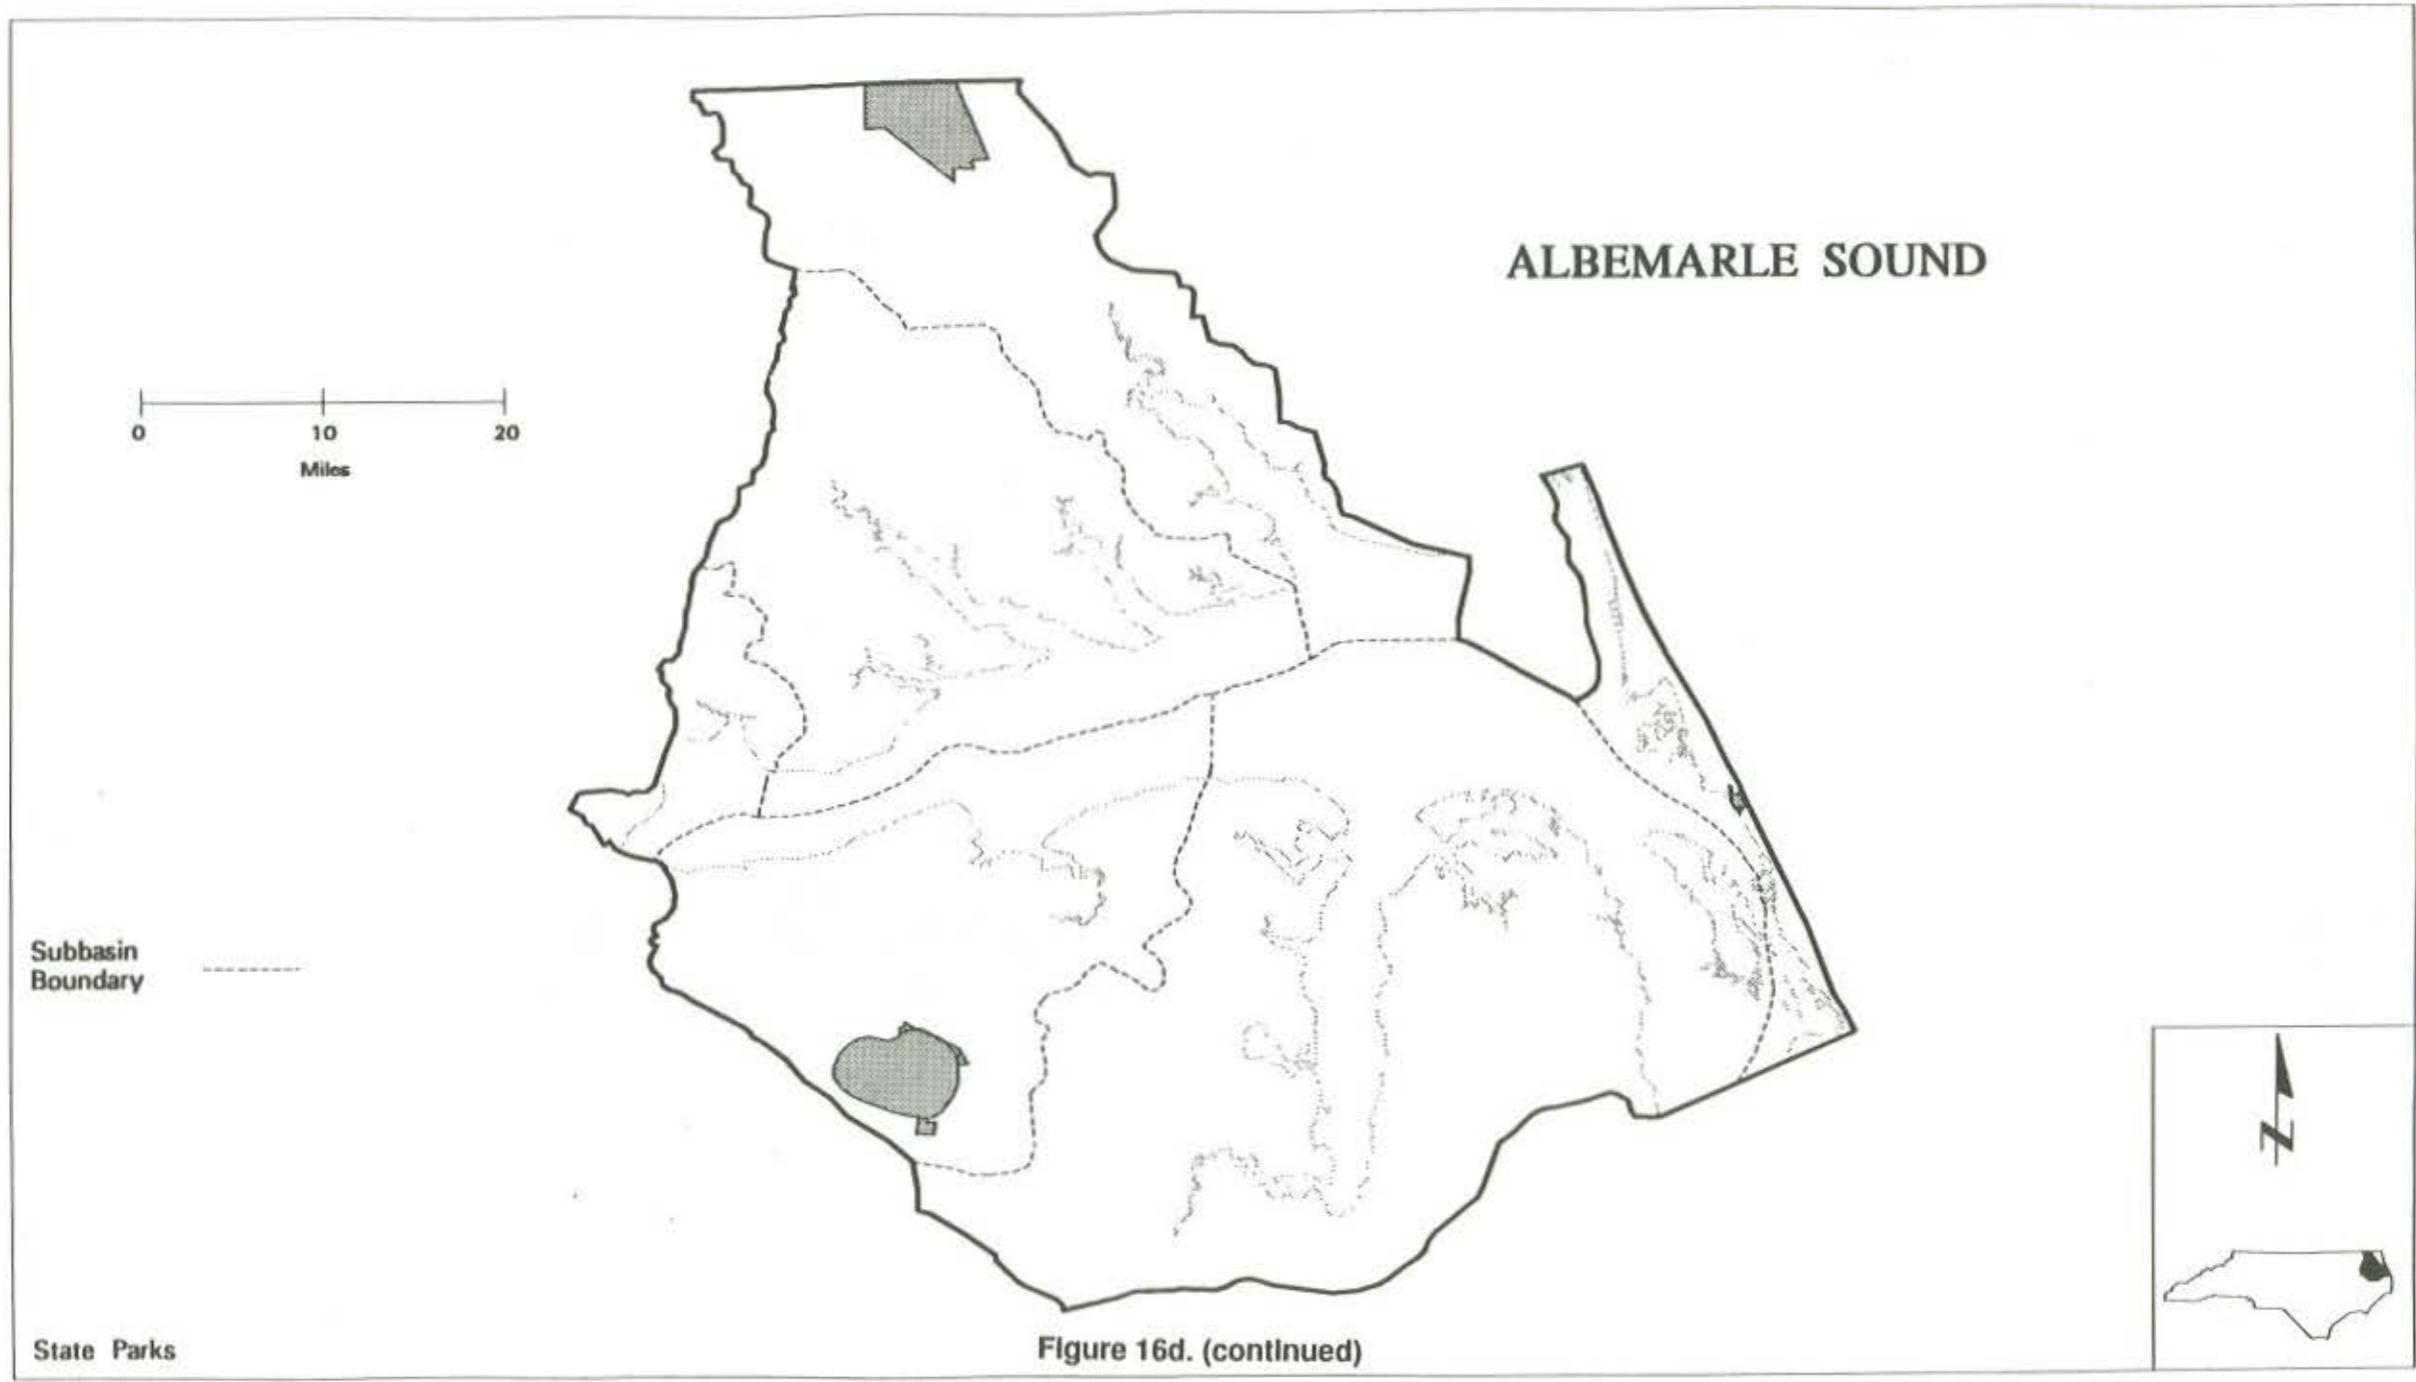 ALBEMARLE SOUND
0 10 20
Miles
Subbasin
Boundary
N
State Parks
Figure 16d. (continued)